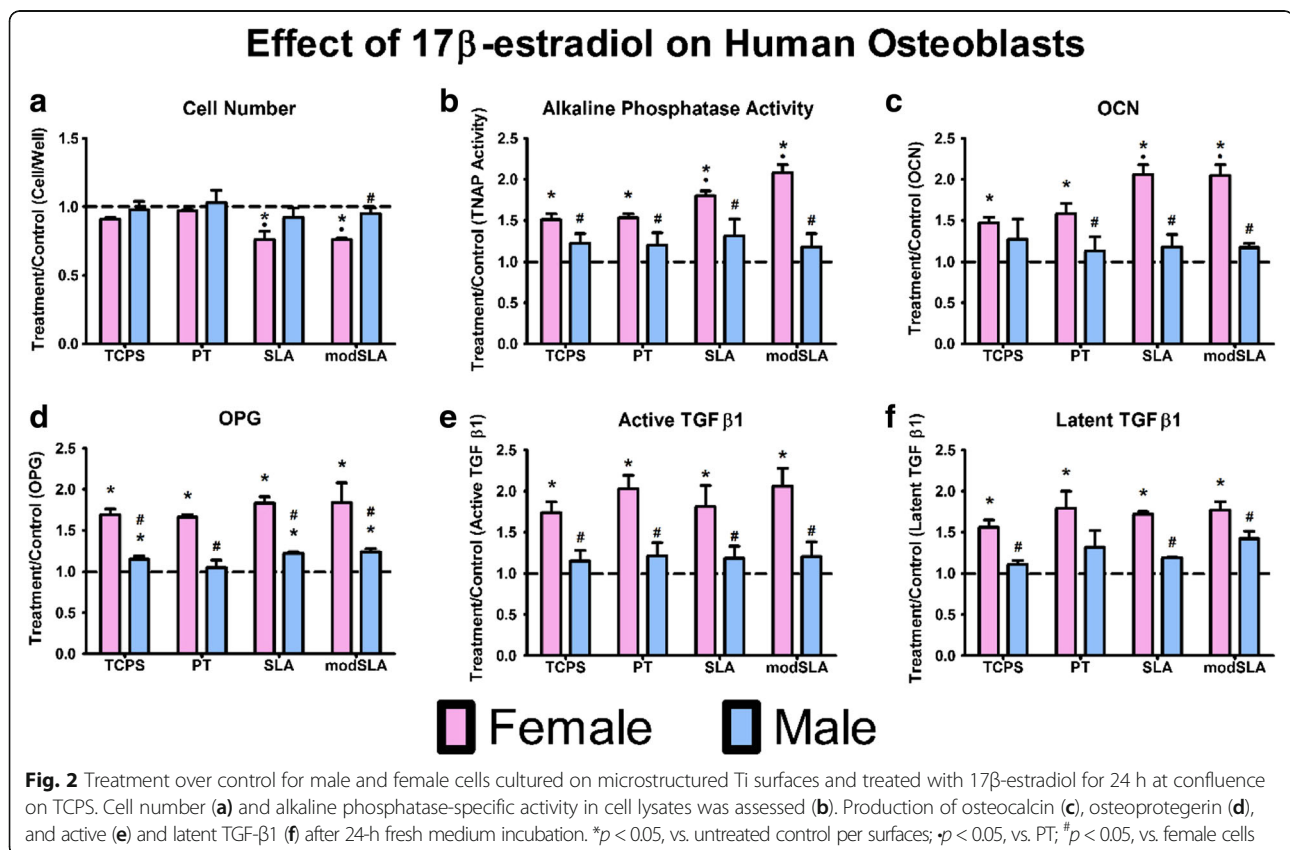 Effect of 17β-estradiol on Human Osteoblasts
a
Cell Number
Treatment/Control (Cell/Well)
1.5
1.0
0.5
0.0
* • * • #
TCPS PT SLA modSLA
b
Alkaline Phosphatase Activity
Treatment/Control (TNAP Activity)
2.5
2.0
1.5
1.0
0.5
0.0
* # * # * • # * • #
TCPS PT SLA modSLA
c
OCN
Treatment/Control (OCN)
2.5
2.0
1.5
1.0
0.5
0.0
* * # * • # * • #
TCPS PT SLA modSLA
d
OPG
Treatment/Control (OPG)
2.5
2.0
1.5
1.0
0.5
0.0
* # * * # * # * * # *
TCPS PT SLA modSLA
e
Active TGF β1
Treatment/Control (Active TGF β1)
2.5
2.0
1.5
1.0
0.5
0.0
* # * # * # * #
TCPS PT SLA modSLA
f
Latent TGFβ1
Treatment/Control (Latent TGF β1)
2.5
2.0
1.5
1.0
0.5
0.0
* # * * # * #
TCPS PT SLA modSLA
Female Male
Fig. 2 Treatment over control for male and female cells cultured on microstructured Ti surfaces and treated with 17β-estradiol for 24 h at confluence
on TCPS. Cell number (a) and alkaline phosphatase-specific activity in cell lysates was assessed (b). Production of osteocalcin (c), osteoprotegerin (d),
and active (e) and latent TGF-β1 (f) after 24-h fresh medium incubation. *p < 0.05, vs. untreated control per surfaces; •p < 0.05, vs. PT; #p < 0.05, vs. female cells